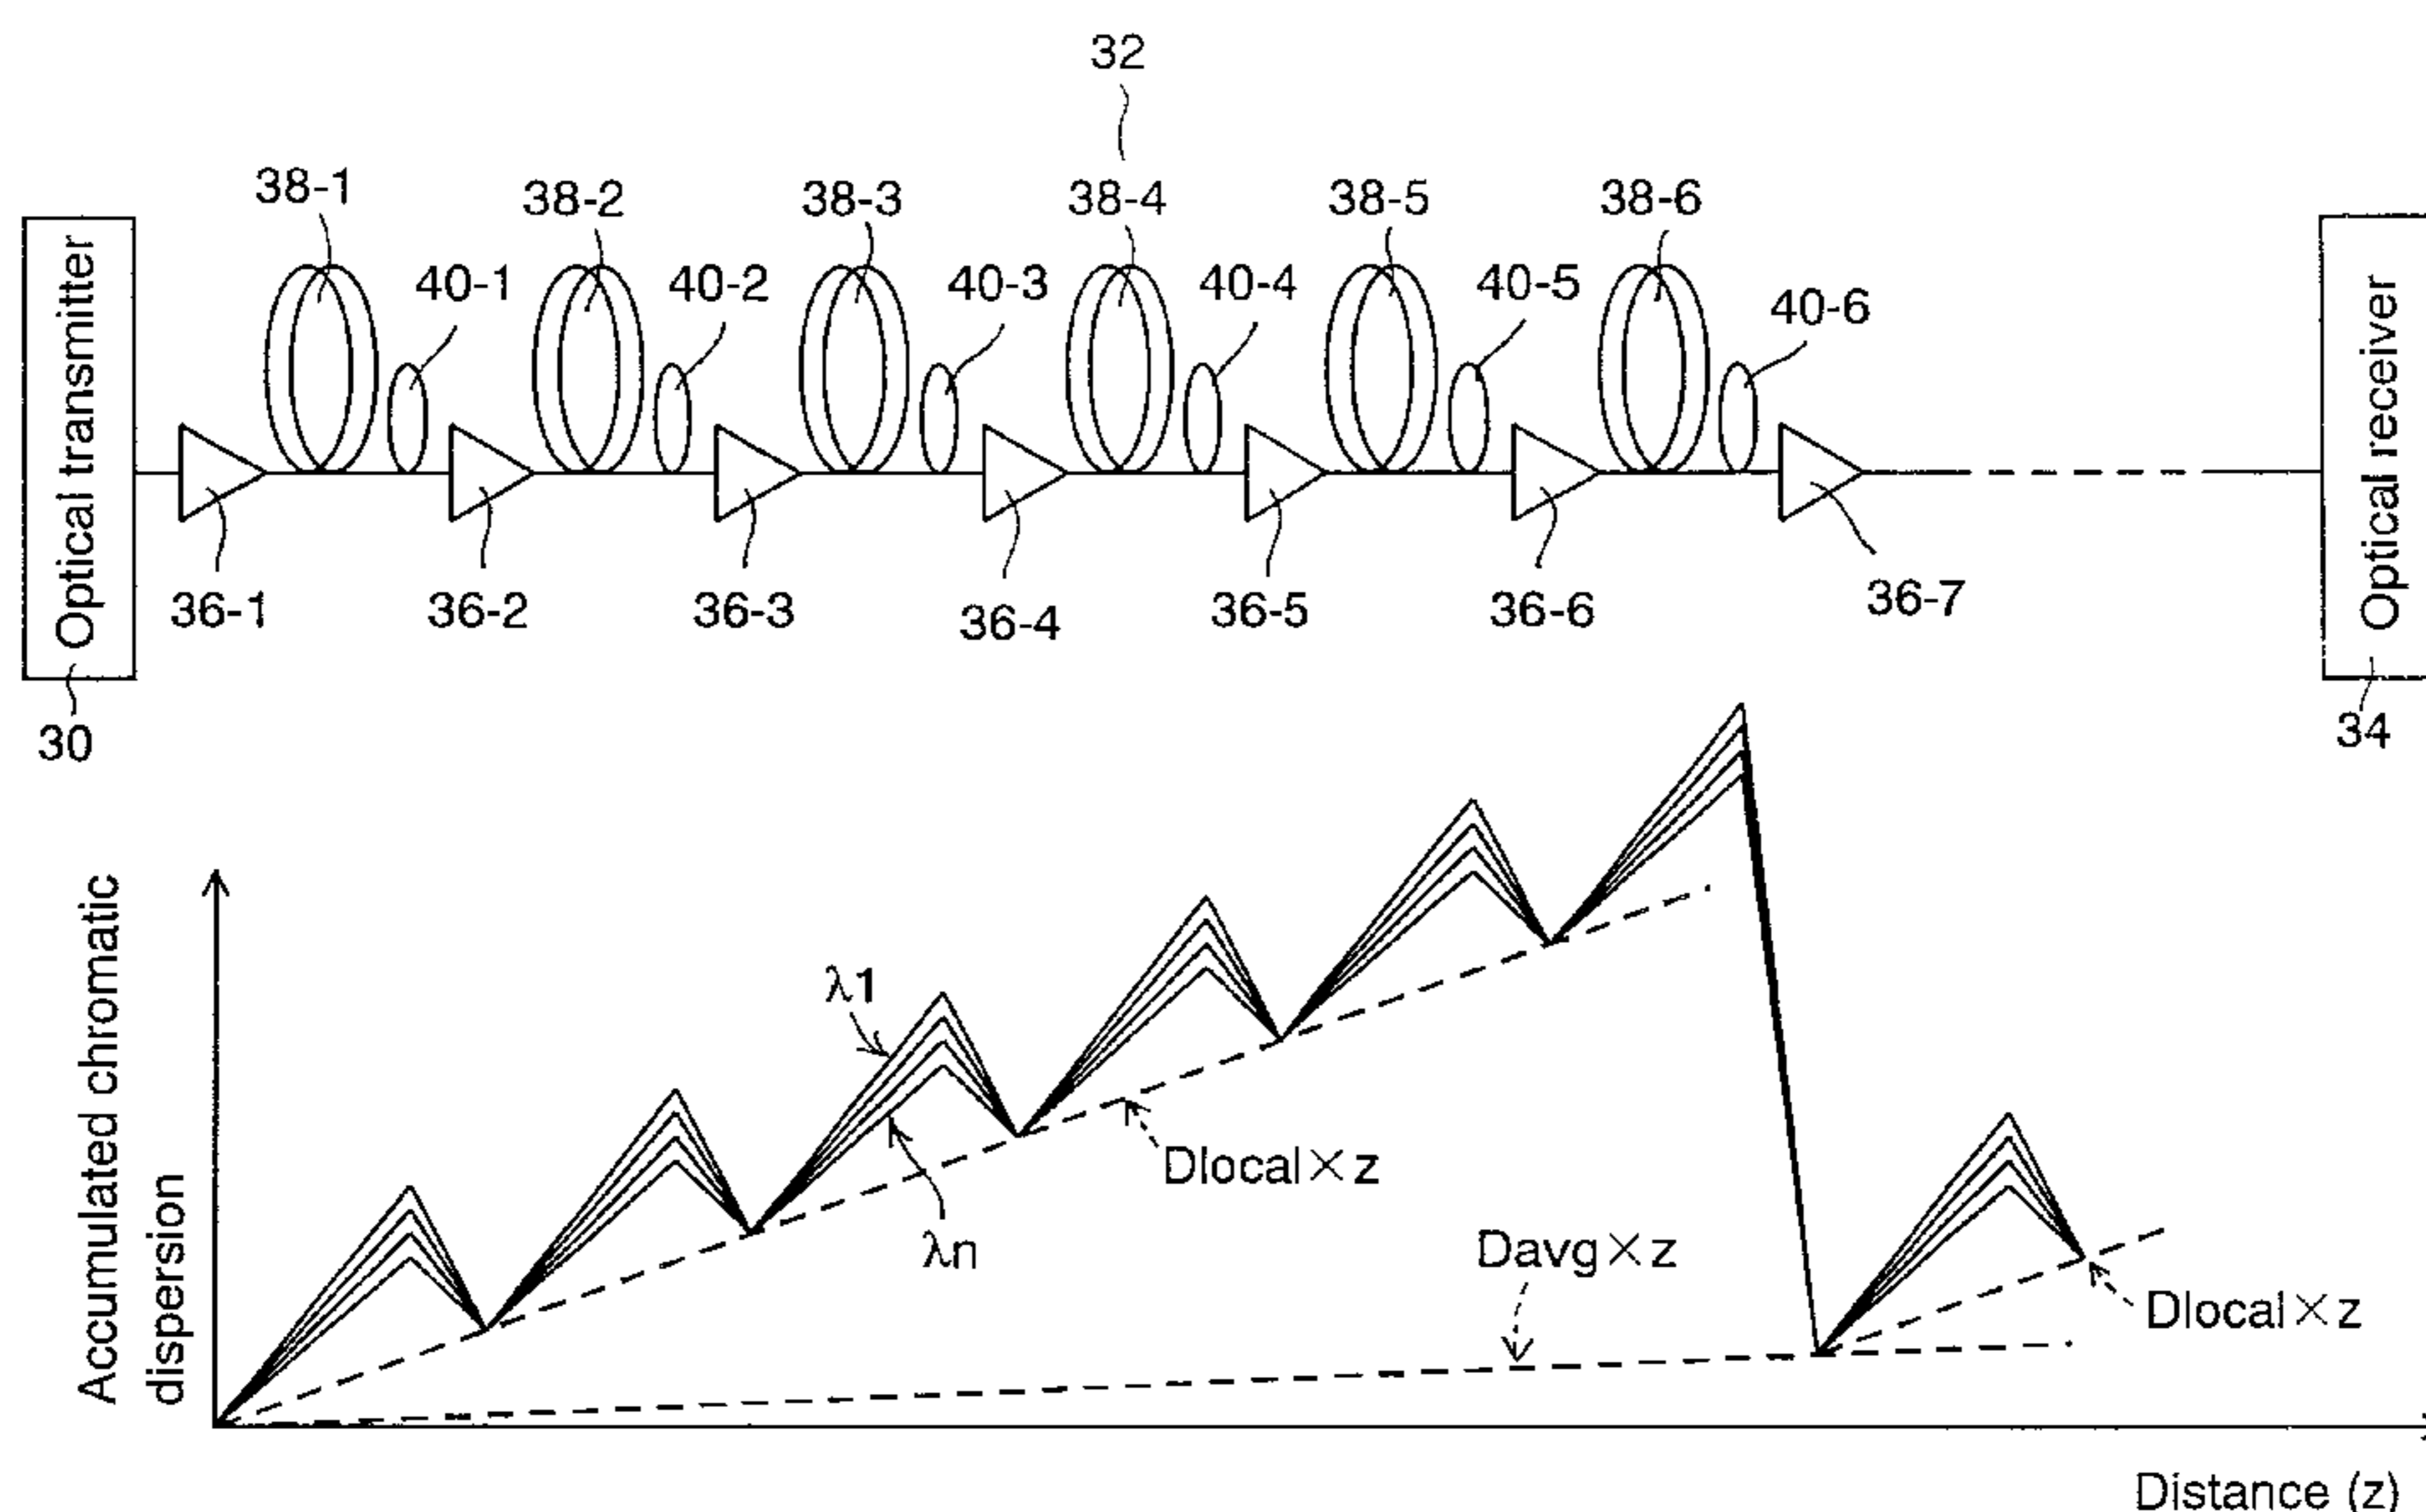 32
38-1
38-2
38-3
38-4
38-5
38-6
40-1
40-2
40-3
40-4
40-5
40-6
Optical transmitter
Optical receiver
36-1
36-2
36-3
36-4
36-5
36-6
36-7
30
34
Accumulated chromatic
dispersion
λ1
λn
Dlocal×z
Davg×z
Dlocal×z
Distance (z)